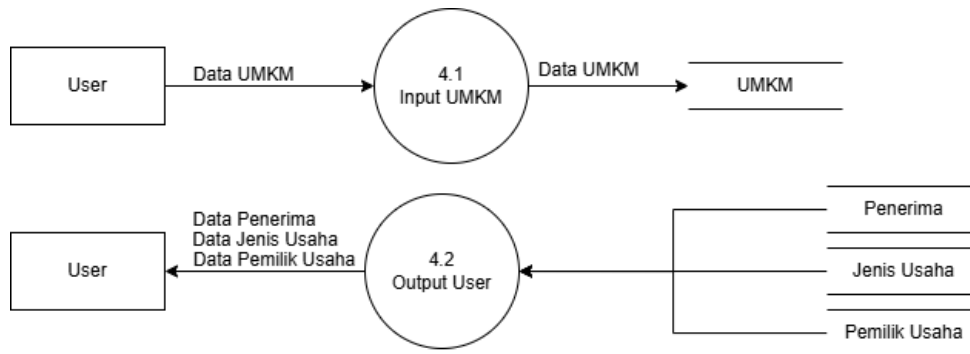 User
Data UMKM
4.1
Input UMKM
Data UMKM
UMKM
User
Data Penerima
Data Jenis Usaha
Data Pemilik Usaha
4.2
Output User
Penerima
Jenis Usaha
Pemilik Usaha